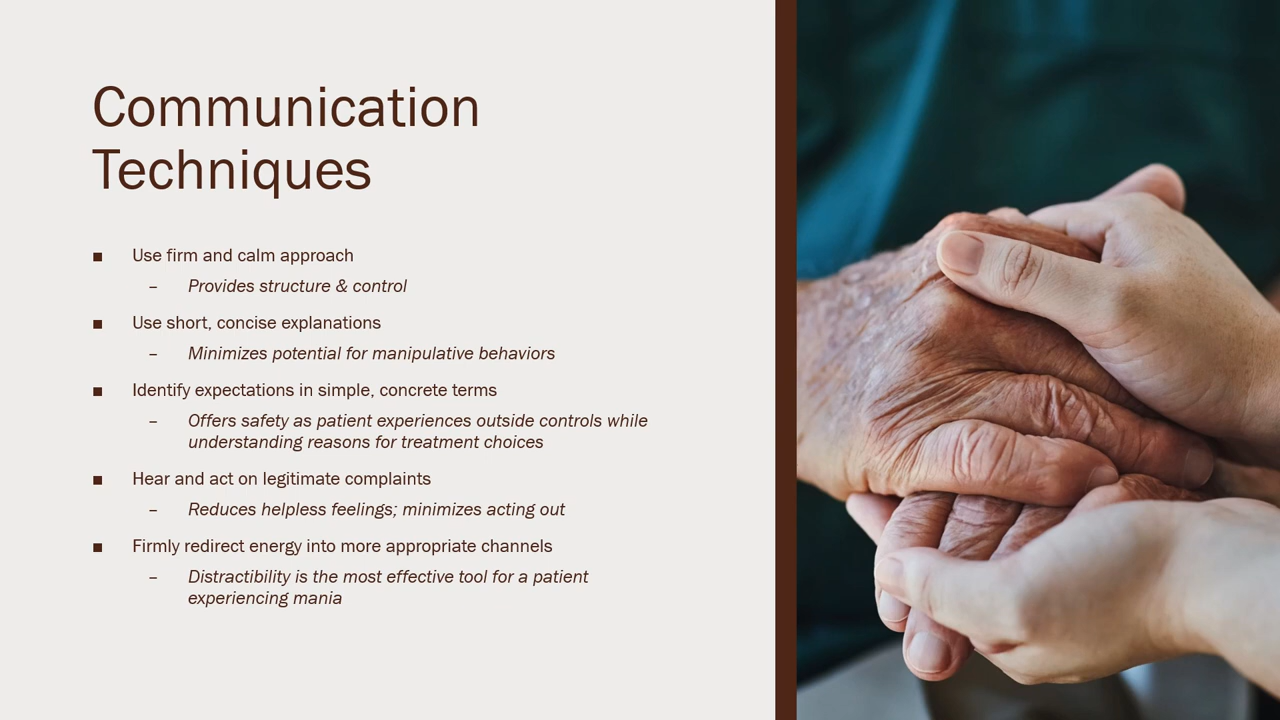 Communication
Techniques
▪ Use firm and calm approach
– Provides structure & control
▪ Use short, concise explanations
– Minimizes potential for manipulative behaviors
▪ Identify expectations in simple, concrete terms
– Offers safety as patient experiences outside controls while
understanding reasons for treatment choices
▪ Hear and act on legitimate complaints
– Reduces helpless feelings; minimizes acting out
▪ Firmly redirect energy into more appropriate channels
– Distractibility is the most effective tool for a patient
experiencing mania